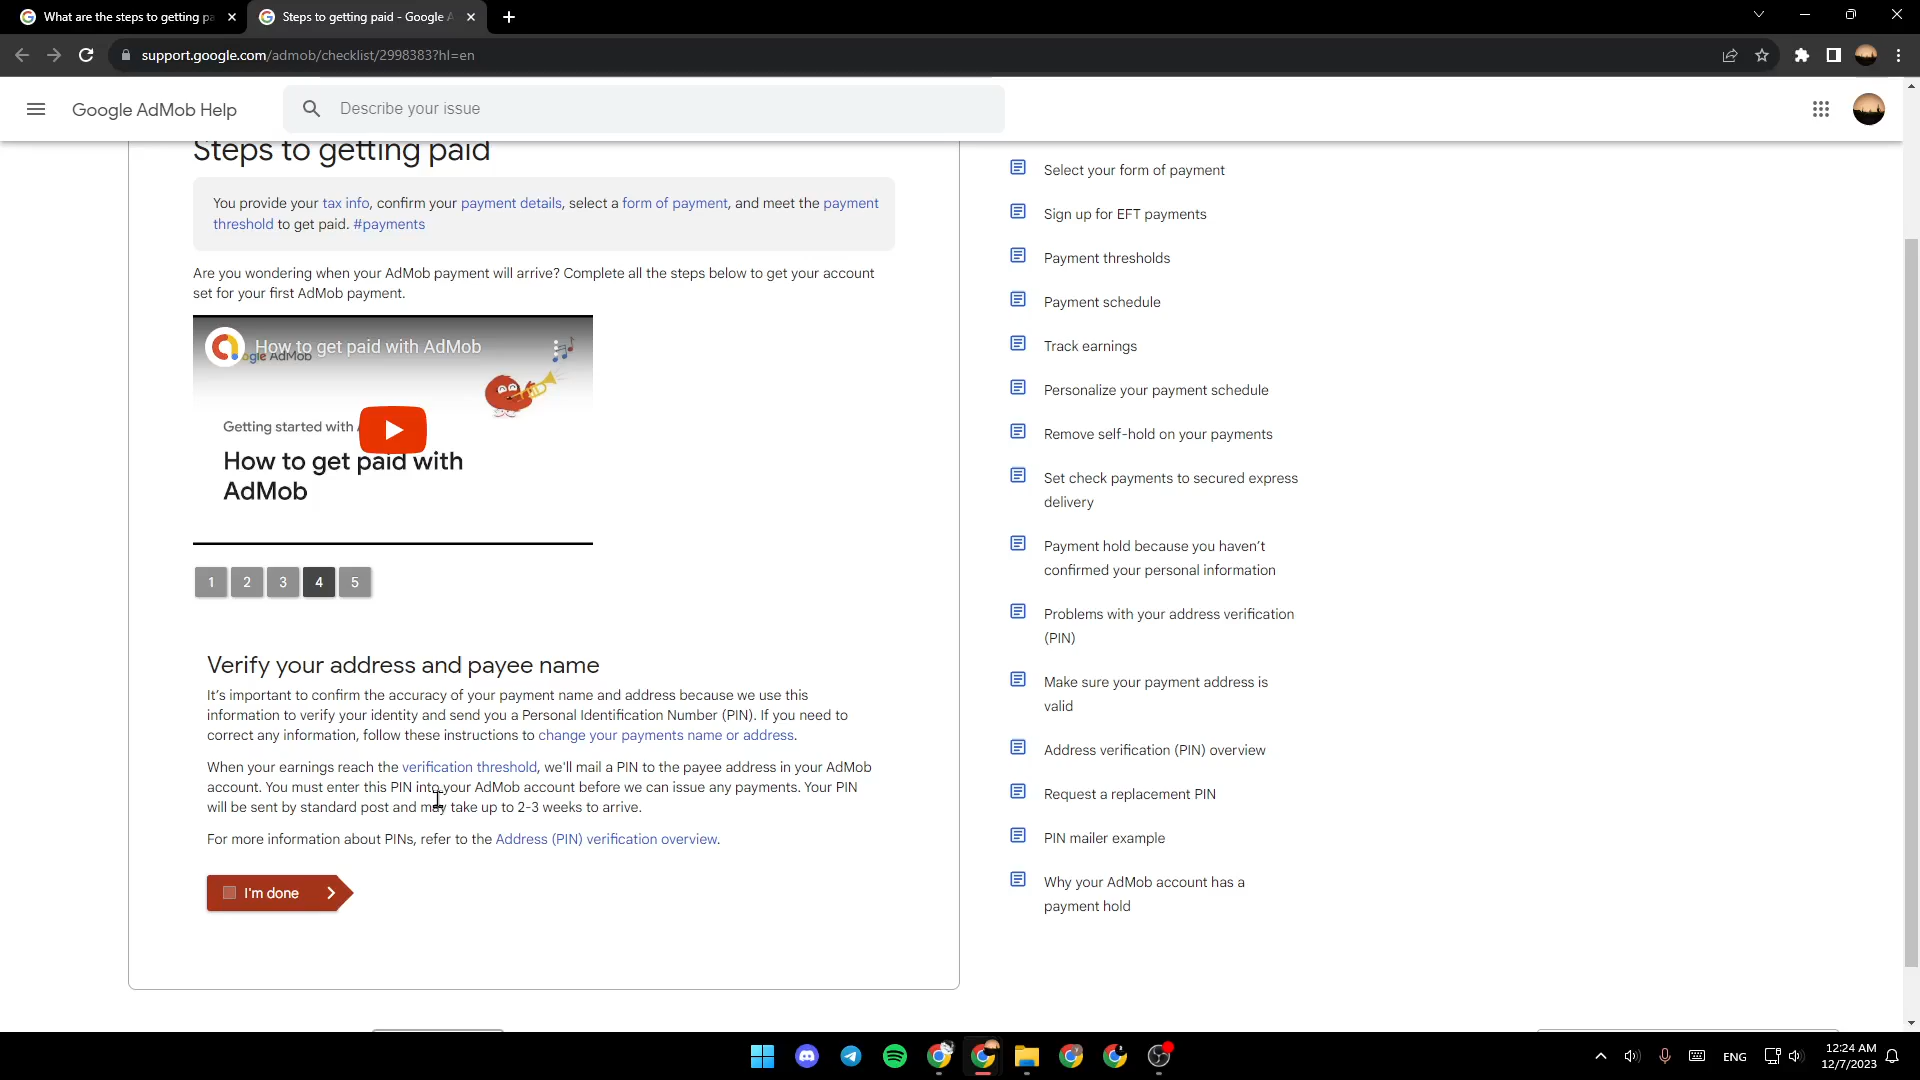 What are the steps to getting pa
Steps to getting paid - Google A
support.google.com/admob/checklist/2998383?hl=en
Google AdMob Help
Describe your issue
Steps to getting paid
You provide your tax info, confirm your payment details, select a form of payment, and meet the payment
threshold to get paid. #payments
Are you wondering when your AdMob payment will arrive? Complete all the steps below to get your account
set for your first AdMob payment.
How to get paid with AdMob
ogle AdMob
Getting started with
How to get paid with
AdMob
1 2 3 4 5
Verify your address and payee name
It's important to confirm the accuracy of your payment name and address because we use this
information to verify your identity and send you a Personal Identification Number (PIN). If you need to
correct any information, follow these instructions to change your payments name or address.
When your earnings reach the verification threshold, we'll mail a PIN to the payee address in your AdMob
account. You must enter this PIN into your AdMob account before we can issue any payments. Your PIN
will be sent by standard post and may take up to 2-3 weeks to arrive.
For more information about PINs, refer to the Address (PIN) verification overview.
I'm done
Select your form of payment
Sign up for EFT payments
Payment thresholds
Payment schedule
Track earnings
Personalize your payment schedule
Remove self-hold on your payments
Set check payments to secured express
delivery
Payment hold because you haven't
confirmed your personal information
Problems with your address verification
(PIN)
Make sure your payment address is
valid
Address verification (PIN) overview
Request a replacement PIN
PIN mailer example
Why your AdMob account has a
payment hold
ENG
12:24 AM
12/7/2023